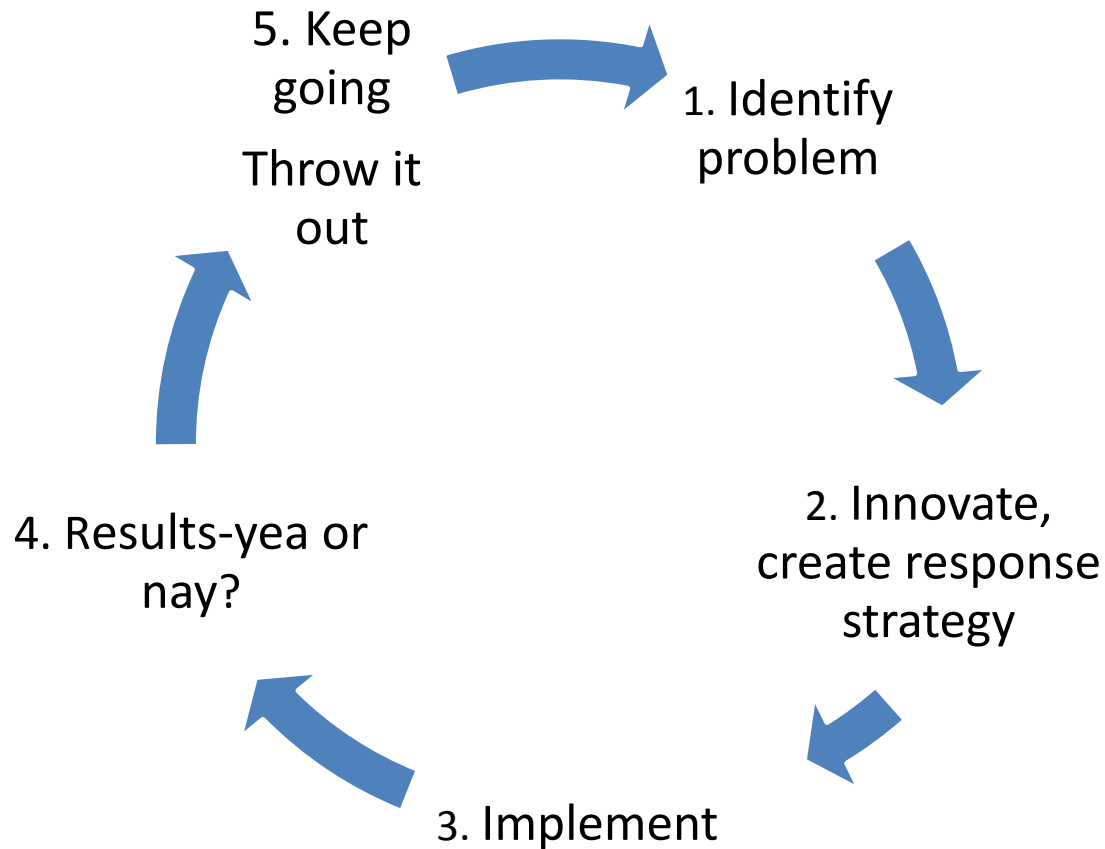 5. Keep
going
Throw it
out
1. Identify
problem
2. Innovate,
create response
strategy
3. Implement
4. Results-yea or
nay?